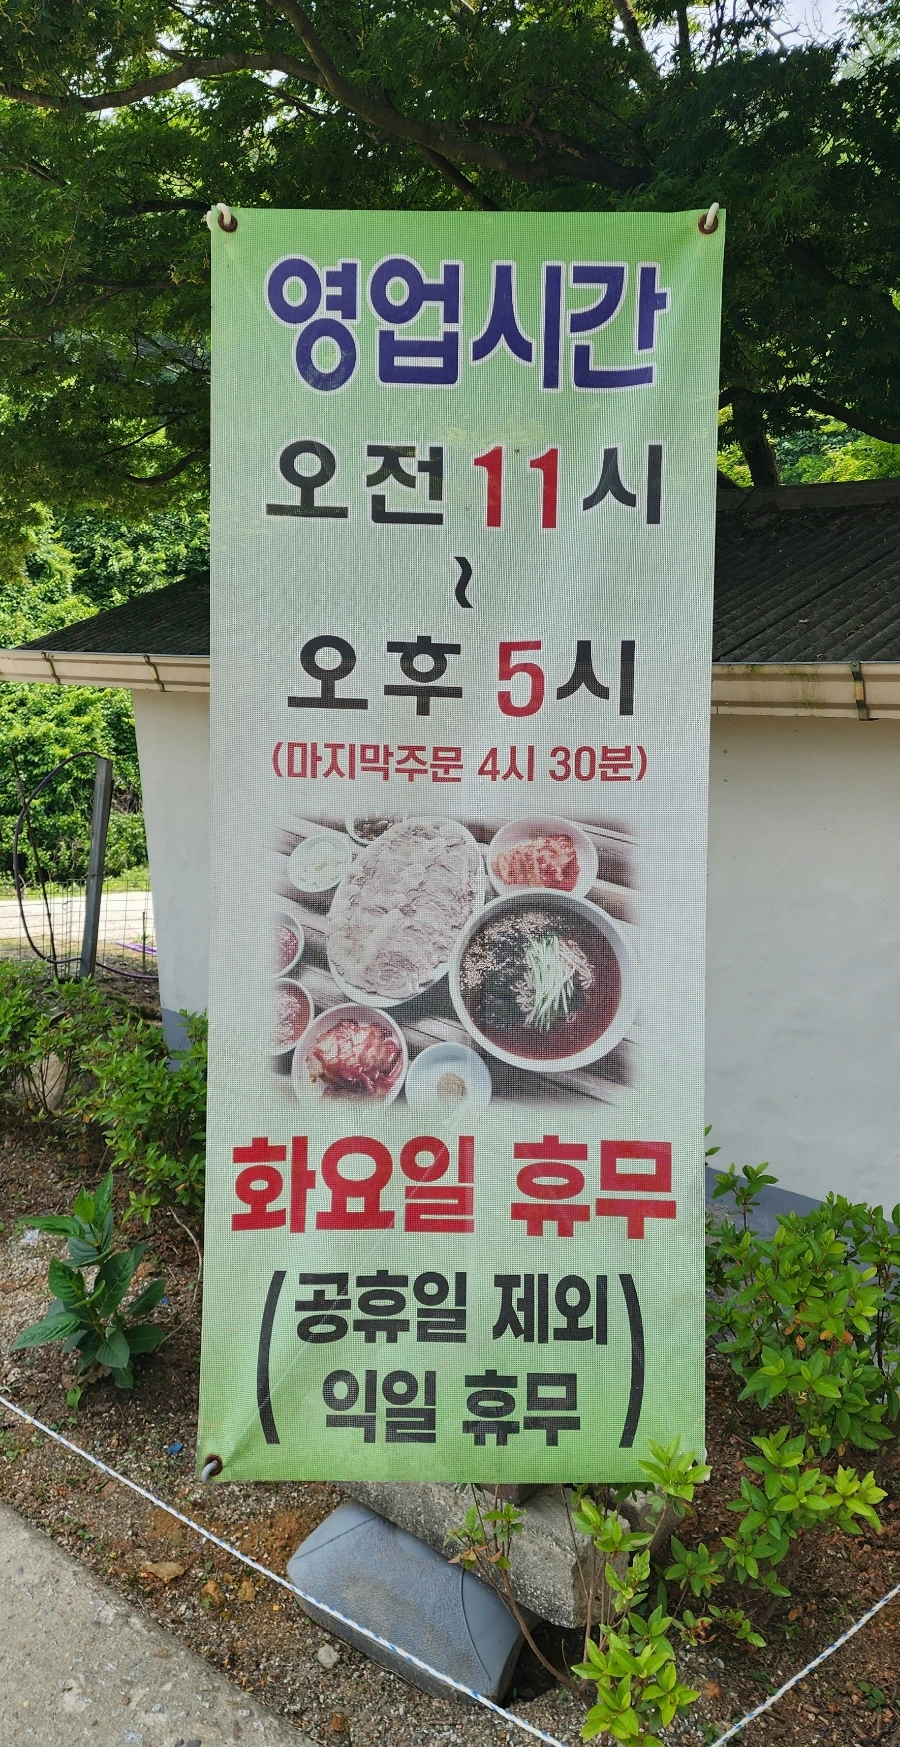 영업시간
오전 11시
~
오후 5시
(마지막주문 4시 30분)
화요일 휴무
(공휴일 제외
익일 휴무)